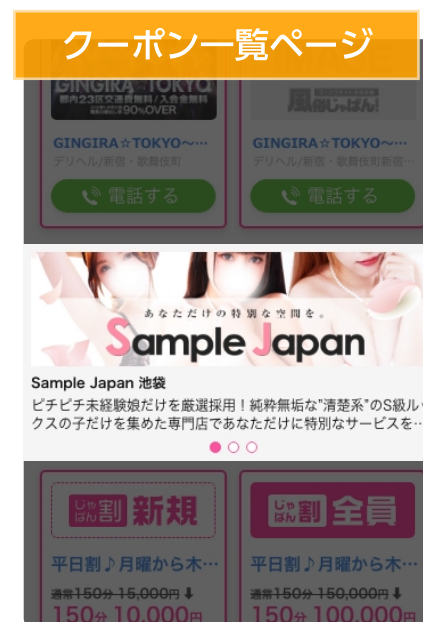 クーポン一覧ページ
GINGIRA☆TOKYO
都内23区交通費無料/入会金無料
90%OVER
風俗じゃぱん!
GINGIRA☆TOKYO〜…
GINGIRA☆TOKYO〜…
デリヘル/新宿・歌舞伎町
デリヘル/新宿・歌舞伎町新宿…
電話する
電話する
あなただけの特別な空間を。
Sample Japan
Sample Japan 池袋
ピチピチ未経験娘だけを厳選採用！純粋無垢な"清楚系"のS級ル
クスの子だけを集めた専門店であなただけに特別なサービスを…
じゃぱん割 新規
じゃぱん割 全員
平日割♪月曜から木…
平日割♪月曜から木…
通常150分 15,000円⬇
通常150分 150,000円⬇
150分 10,000円
150分 100,000円